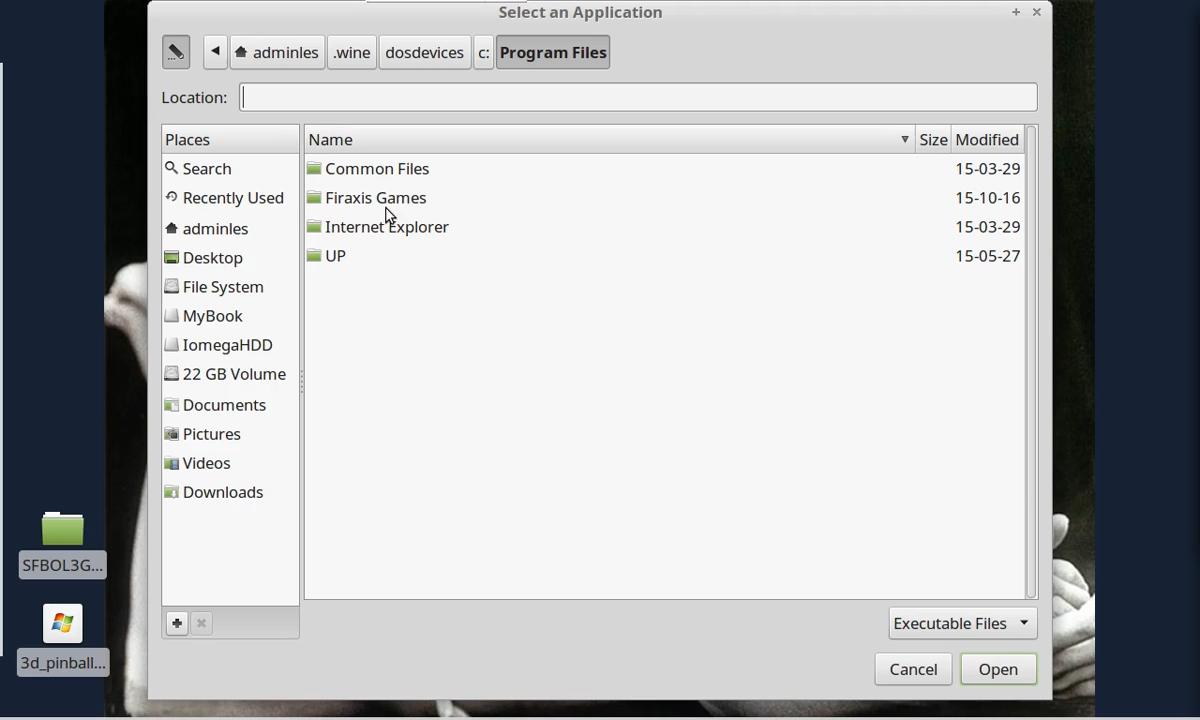 Select an Application
adminles .wine dosdevices c: Program Files
Location:
Places
Search
Recently Used
adminles
Desktop
File System
MyBook
IomegaHDD
22 GB Volume
Documents
Pictures
Videos
Downloads
Name Size Modified
Common Files 15-03-29
Firaxis Games 15-10-16
Internet Explorer 15-03-29
UP 15-05-27
Executable Files
Cancel Open
SFBOL3G...
3d_pinball...